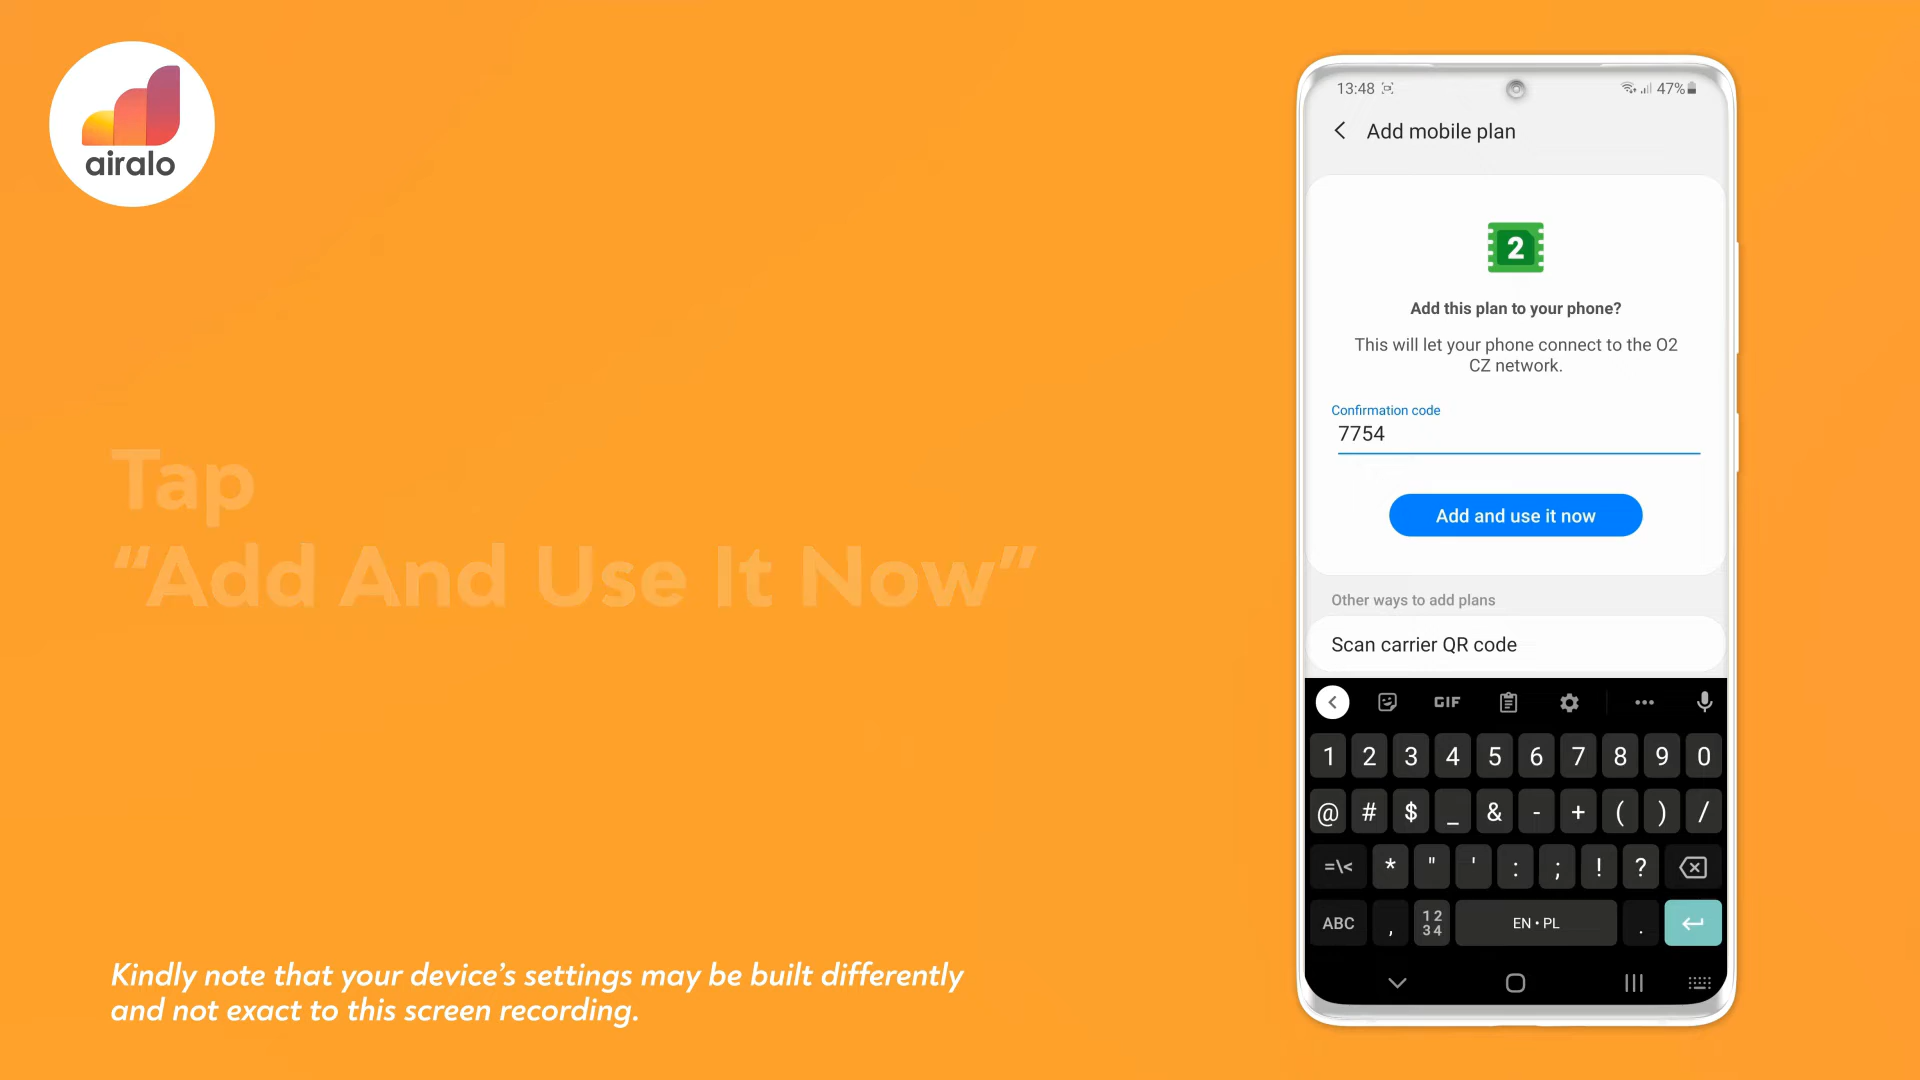 airalo
Tap
“Add And Use It Now”
Kindly note that your device’s settings may be built differently
and not exact to this screen recording.
13:48
47%
Add mobile plan
2
Add this plan to your phone?
This will let your phone connect to the O2
CZ network.
Confirmation code
7754
Add and use it now
Other ways to add plans
Scan carrier QR code
GIF
1 2 3 4 5 6 7 8 9 0
@ # $ _ & - + ( ) /
=\< * " ' : ; ! ?
ABC , 12 34 EN • PL .